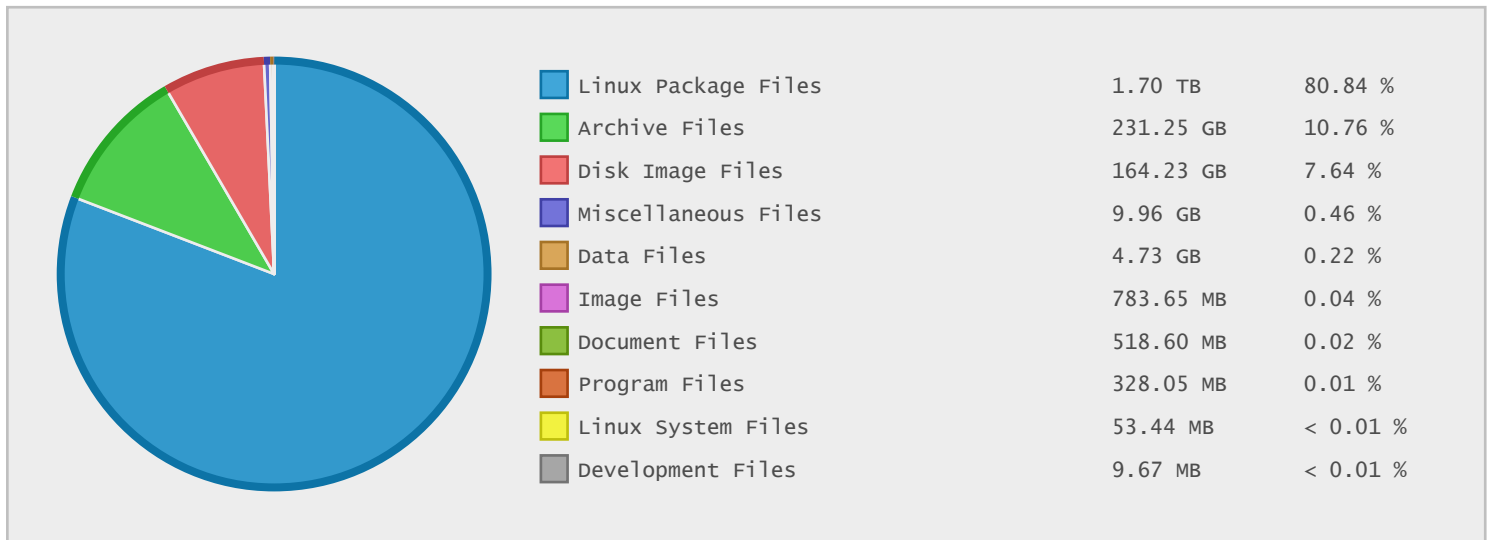 Linux Package Files 1.70 TB 80.84 %
Archive Files 231.25 GB 10.76 %
Disk Image Files 164.23 GB 7.64 %
Miscellaneous Files 9.96 GB 0.46 %
Data Files 4.73 GB 0.22 %
Image Files 783.65 MB 0.04 %
Document Files 518.60 MB 0.02 %
Program Files 328.05 MB 0.01 %
Linux System Files 53.44 MB < 0.01 %
Development Files 9.67 MB < 0.01 %